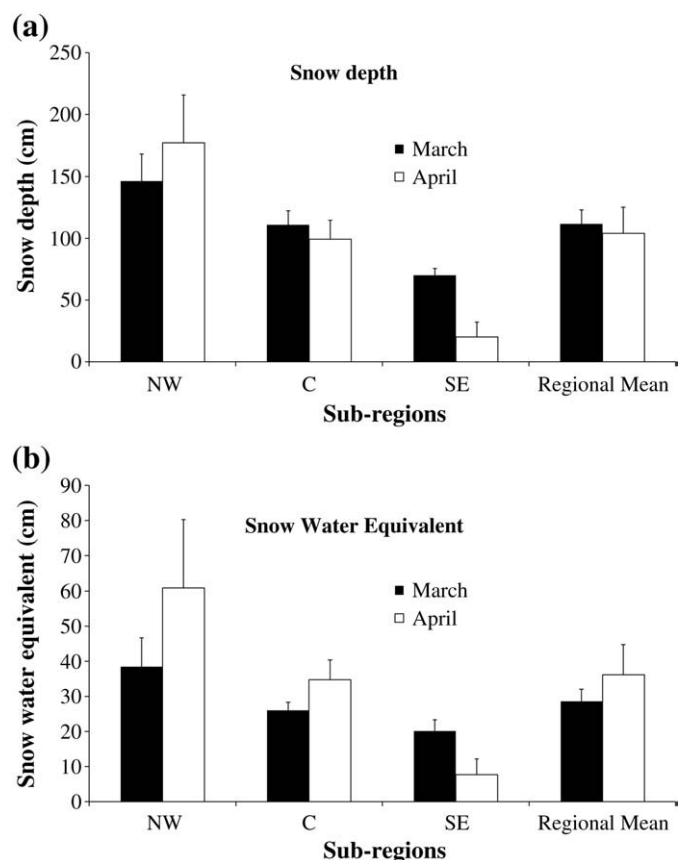 (a)
Snow depth
Snow depth (cm)
250
200
150
100
50
0
March
April
NW C SE Regional Mean
Sub-regions
(b)
Snow Water Equivalent
Snow water equivalent (cm)
90
80
70
60
50
40
30
20
10
0
March
April
NW C SE Regional Mean
Sub-regions